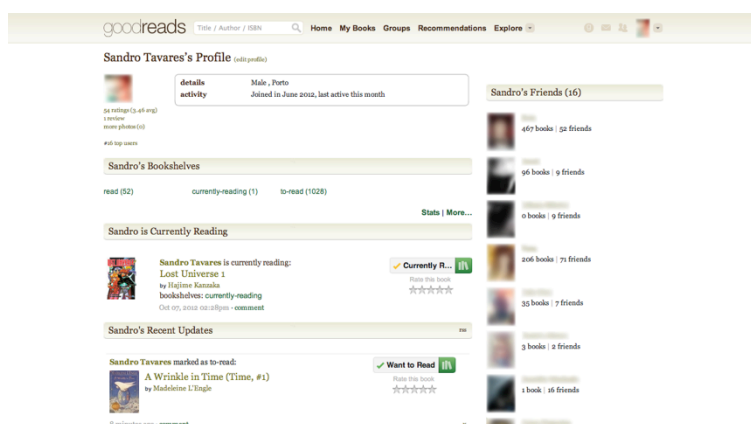 goodreads Title / Author / ISBN Home My Books Groups Recommendations Explore
Sandro Tavares's Profile (edit profile)
details Male , Porto
activity Joined in June 2012, last active this month
54 ratings (3.46 avg)
1 review
more photos (0)
#16 top users
Sandro's Bookshelves
read (52) currently-reading (1) to-read (1028)
Stats | More...
Sandro is Currently Reading
Sandro Tavares is currently reading:
Lost Universe 1
by Hajime Kanzaka
bookshelves: currently-reading
Oct 07, 2012 02:28pm - comment
Currently R...
Rate this book
Sandro's Recent Updates rss
Sandro Tavares marked as to-read:
A Wrinkle in Time (Time, #1)
by Madeleine L'Engle
Want to Read
Rate this book
Sandro's Friends (16)
467 books | 52 friends
96 books | 9 friends
0 books | 9 friends
206 books | 71 friends
35 books | 7 friends
3 books | 2 friends
1 book | 16 friends